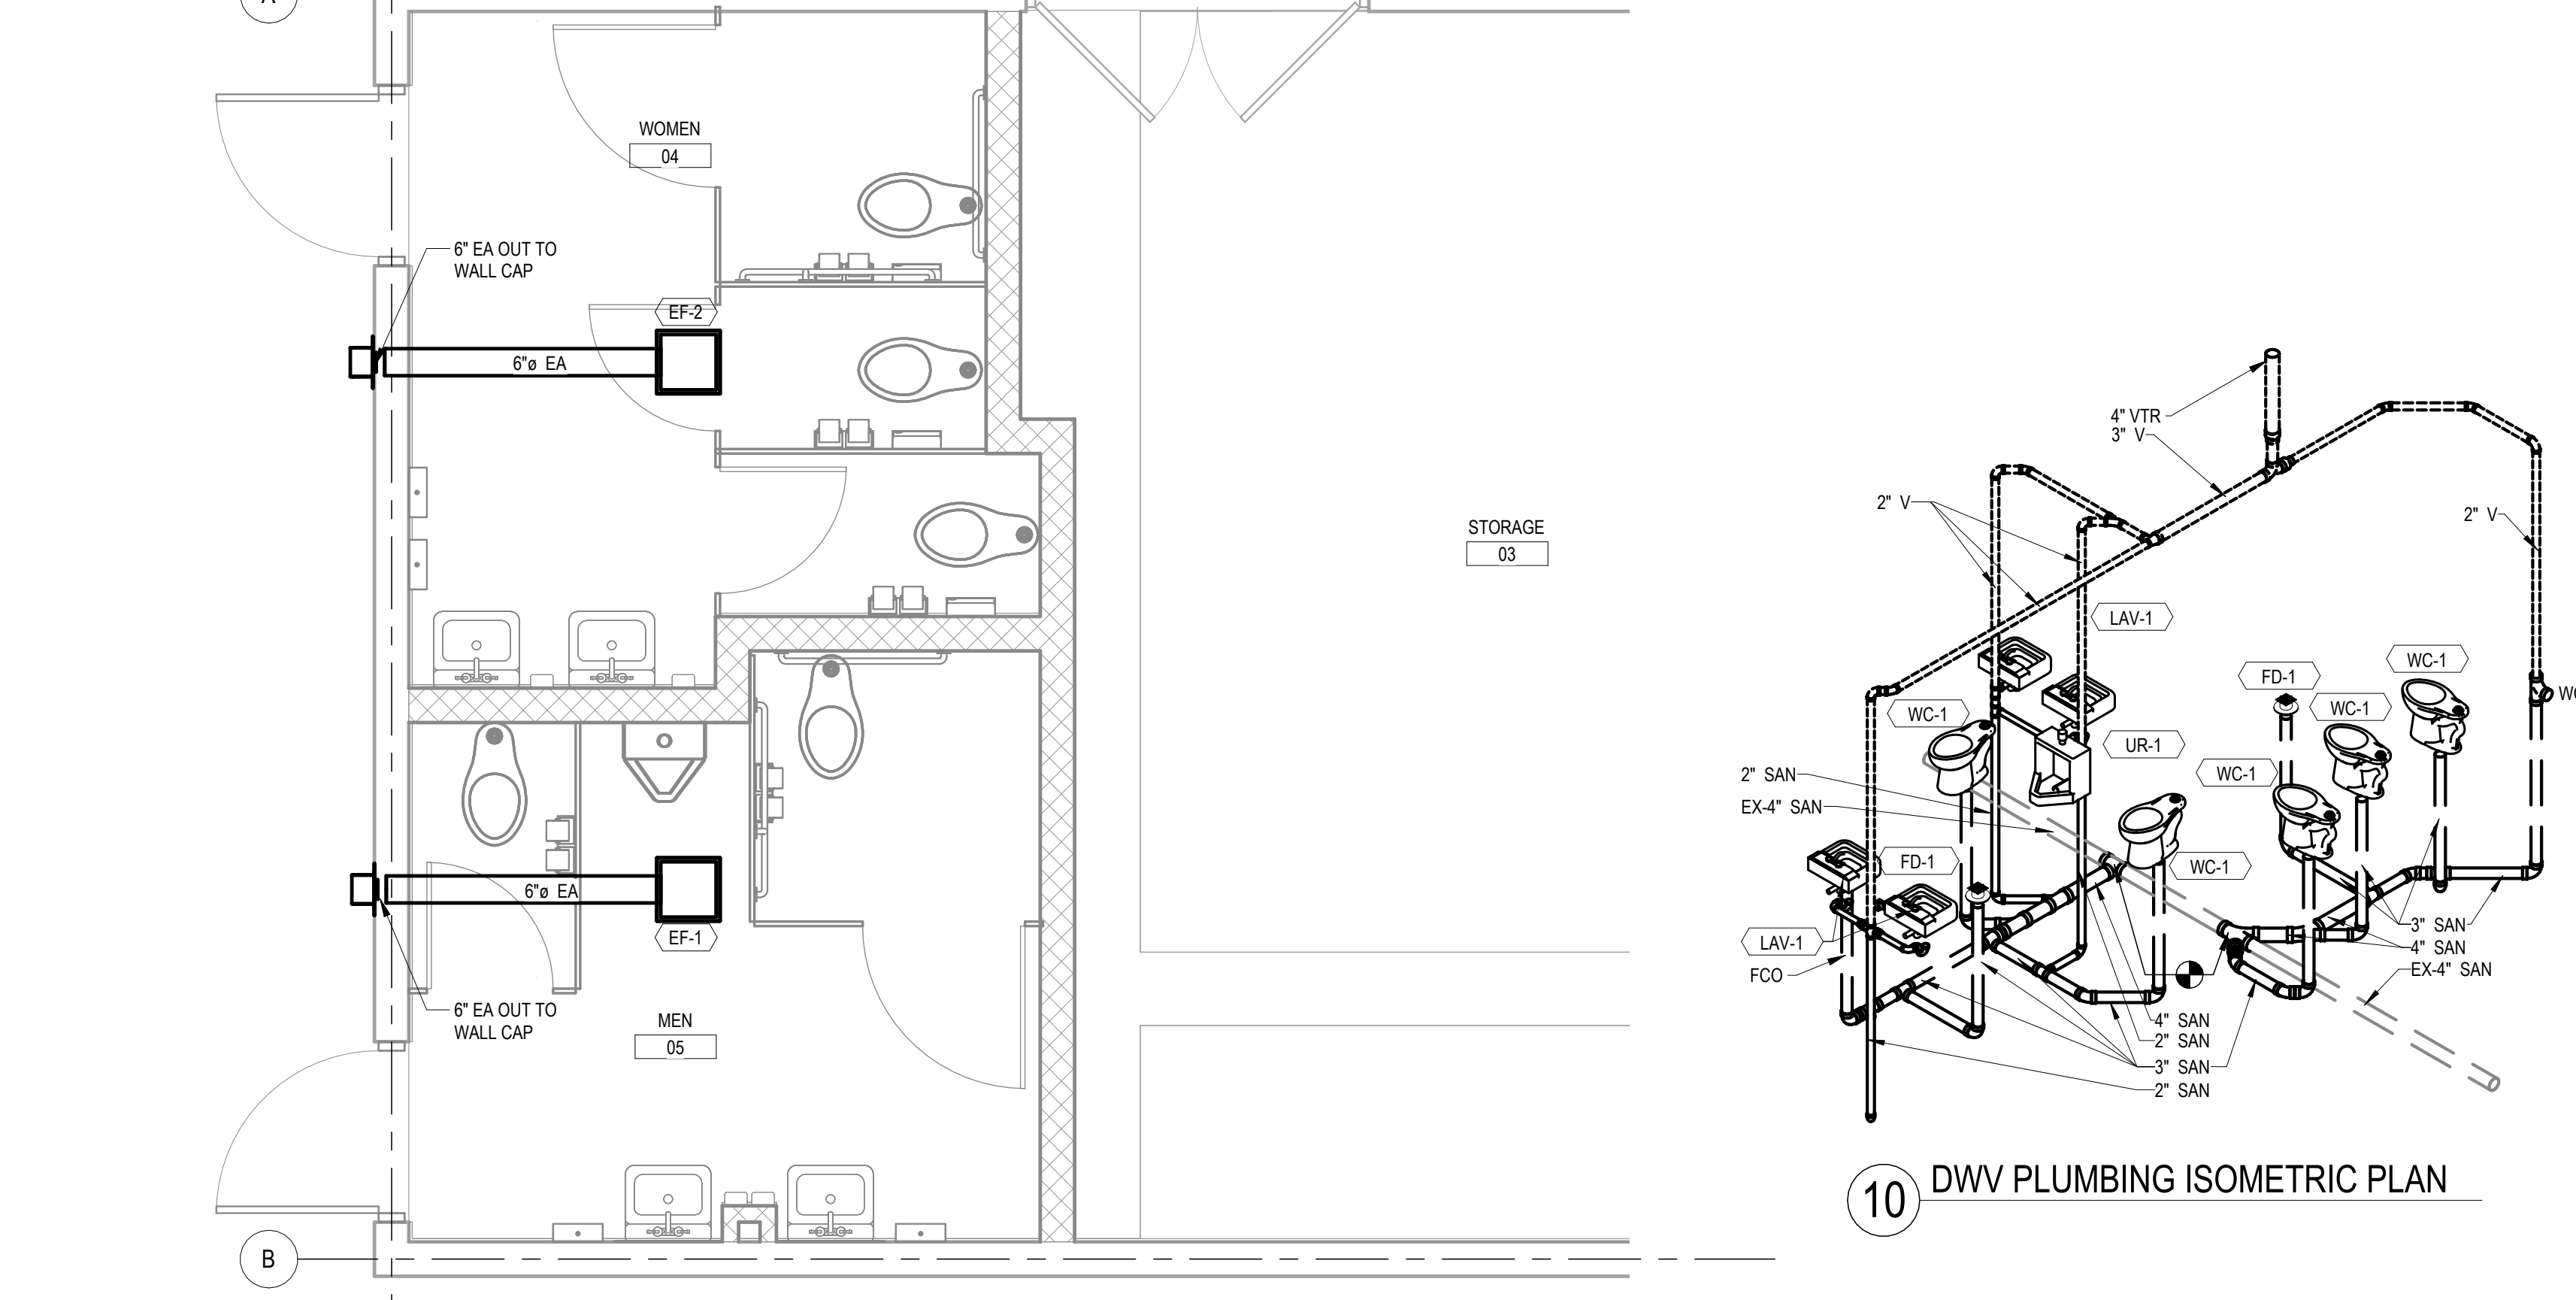 WOMEN
04
6" EA OUT TO
WALL CAP
EF-2
6"ø EA
STORAGE
03
6"ø EA
EF-1
6" EA OUT TO
WALL CAP
MEN
05
B
4" VTR
3" V
2" V
2" V
LAV-1
WC-1
FD-1
WC-1
WC-1
UR-1
WC-1
2" SAN
EX-4" SAN
FD-1
WC-1
LAV-1
FCO
3" SAN
4" SAN
EX-4" SAN
4" SAN
2" SAN
3" SAN
2" SAN
10 DWV PLUMBING ISOMETRIC PLAN